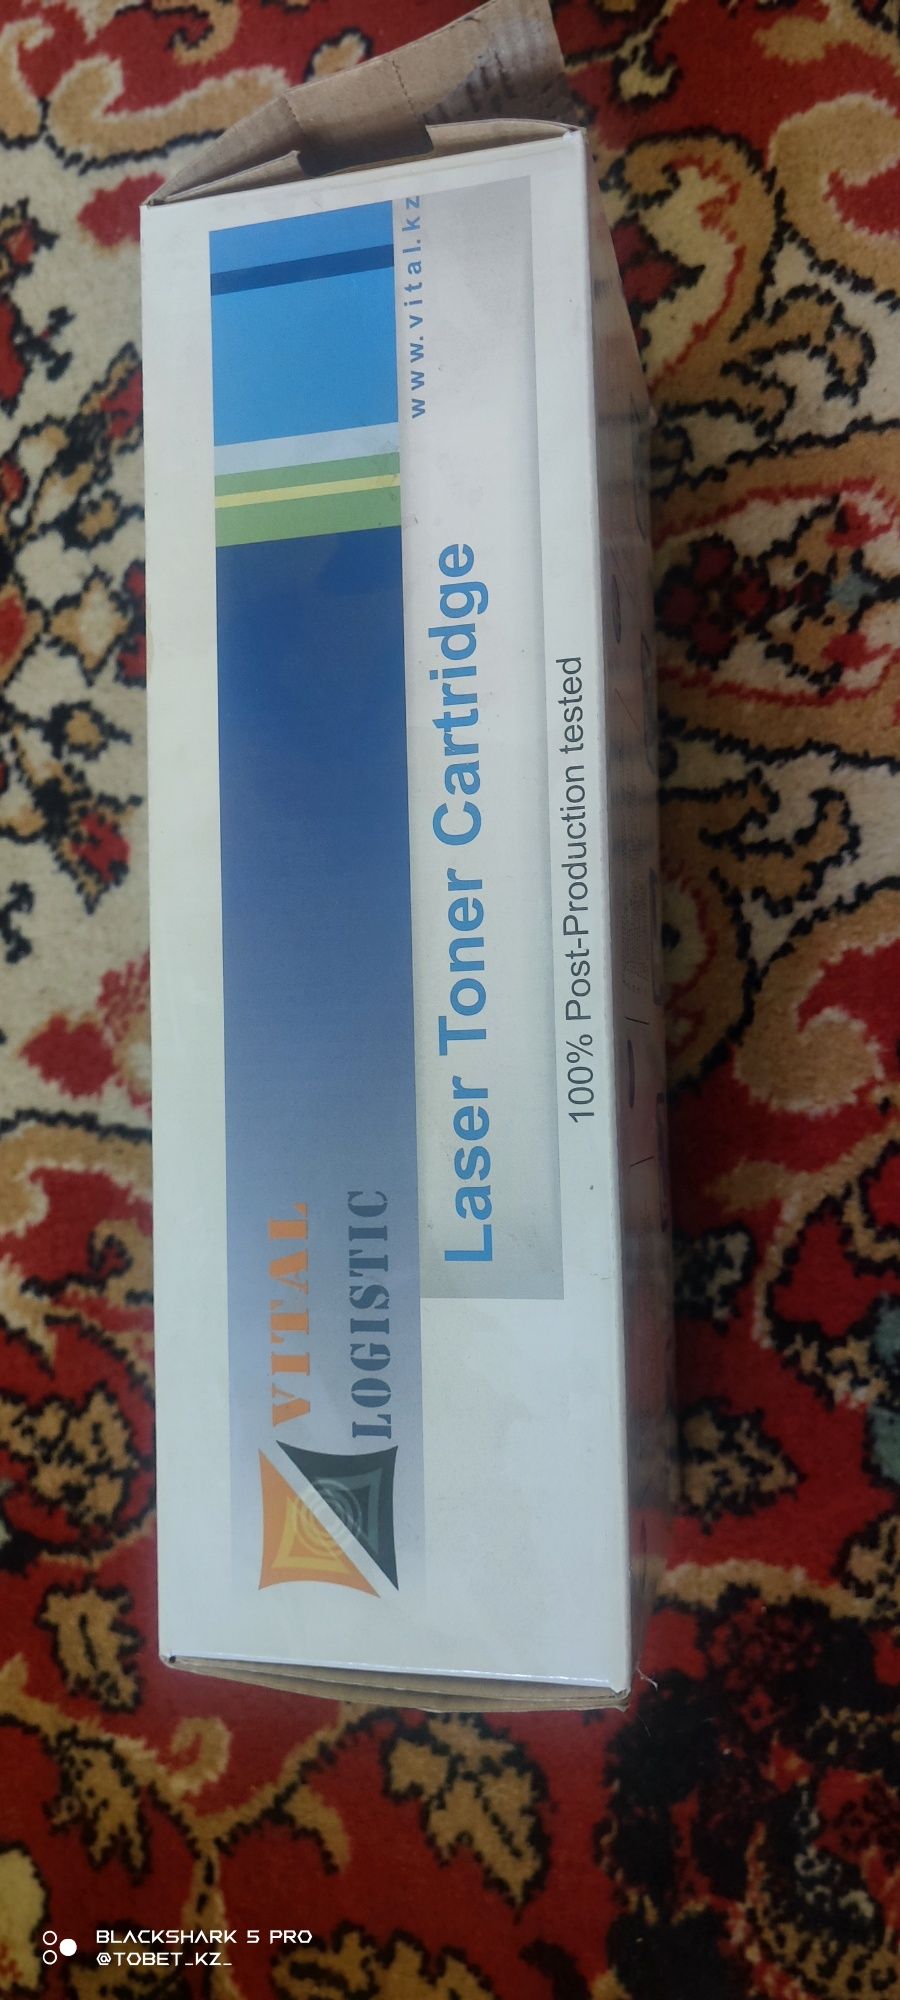 VITAL
LOGISTIC
www.vital.kz
Laser Toner Cartridge
100% Post-Production tested
BLACKSHARK 5 PRO
@TOBET_KZ_